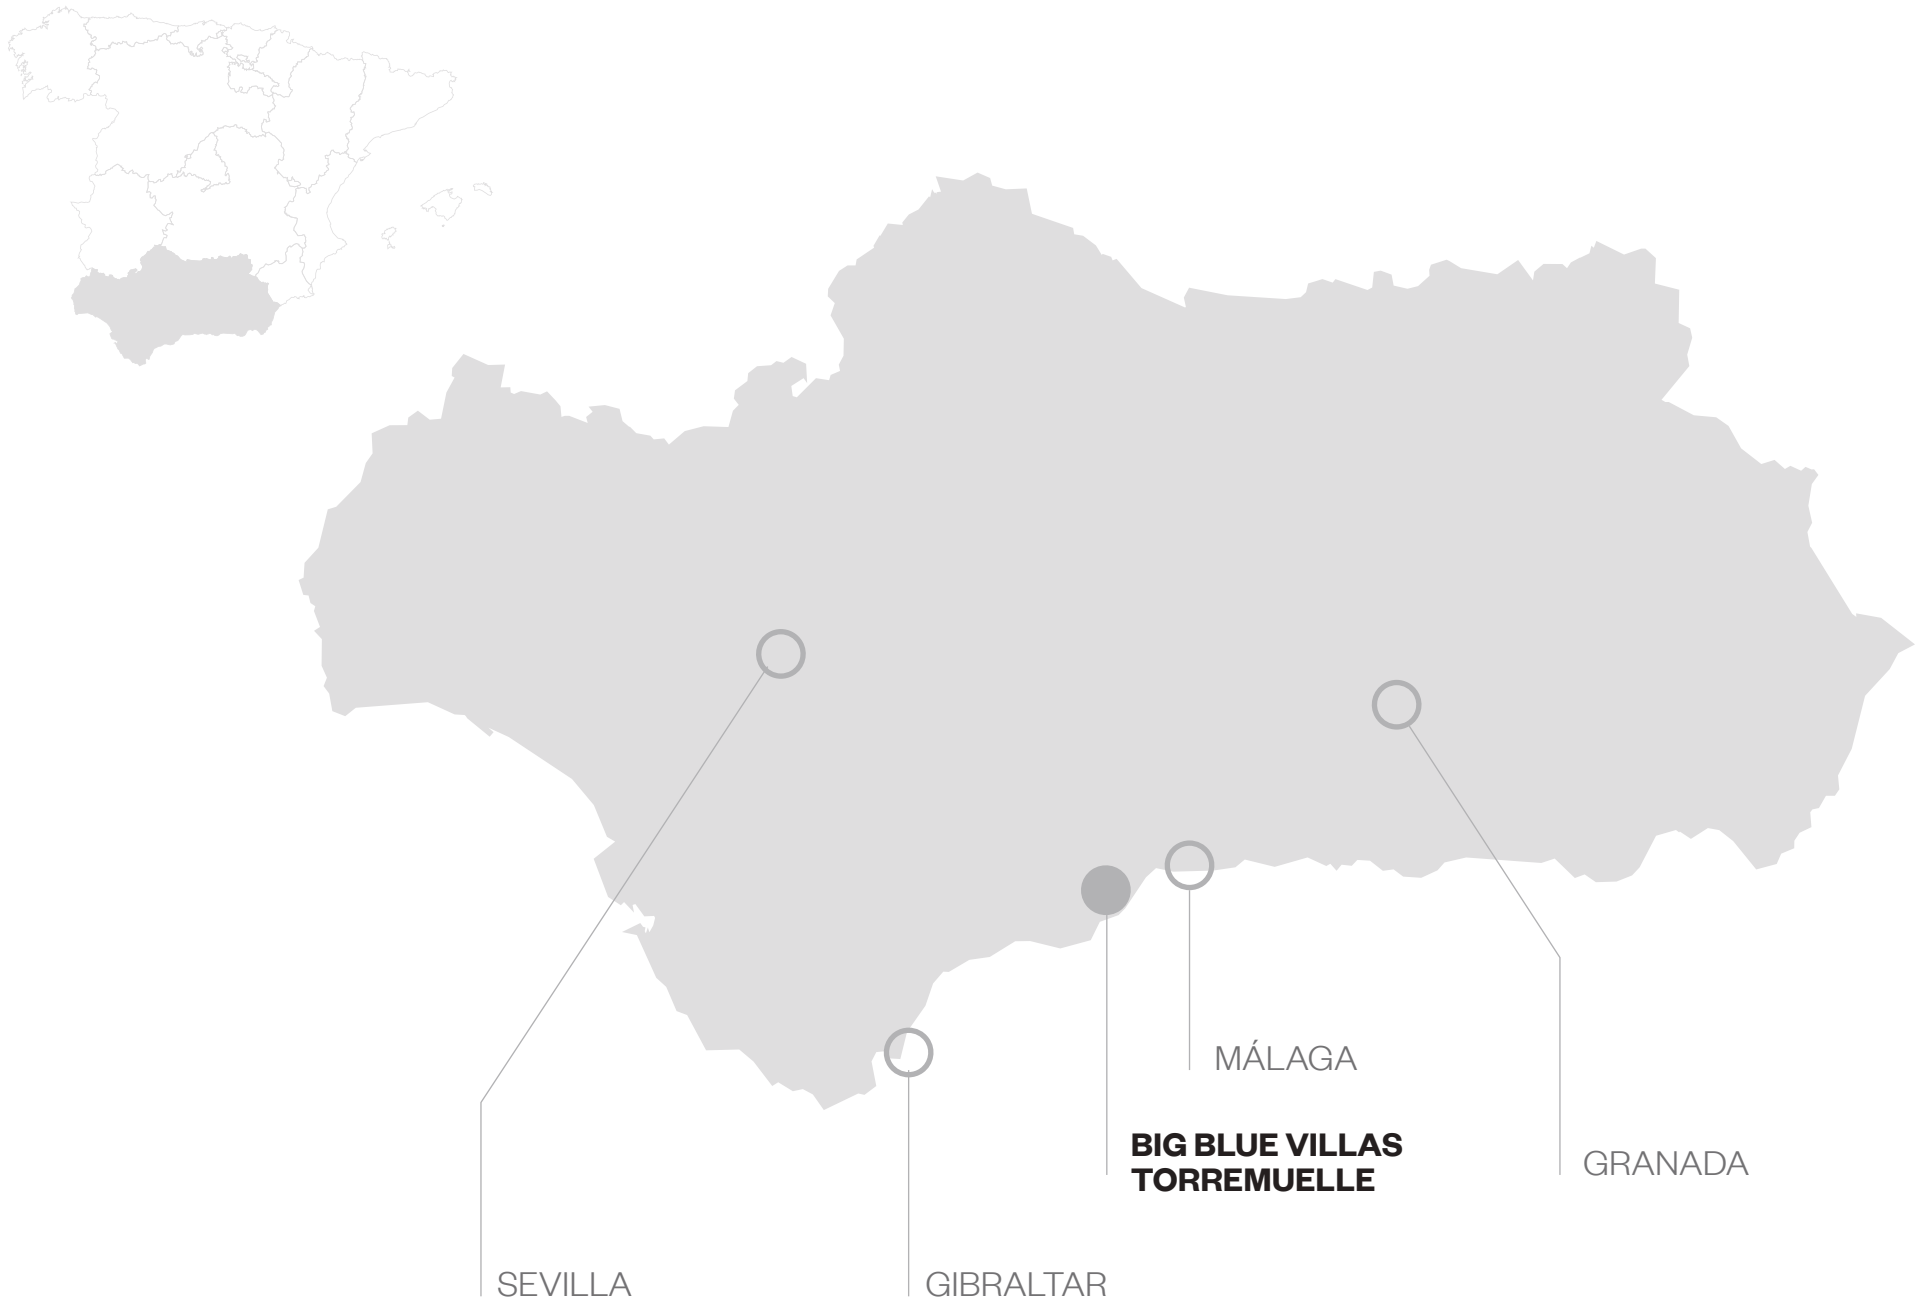 MÁLAGA
BIG BLUE VILLAS
TORREMUELLE
GRANADA
SEVILLA
GIBRALTAR